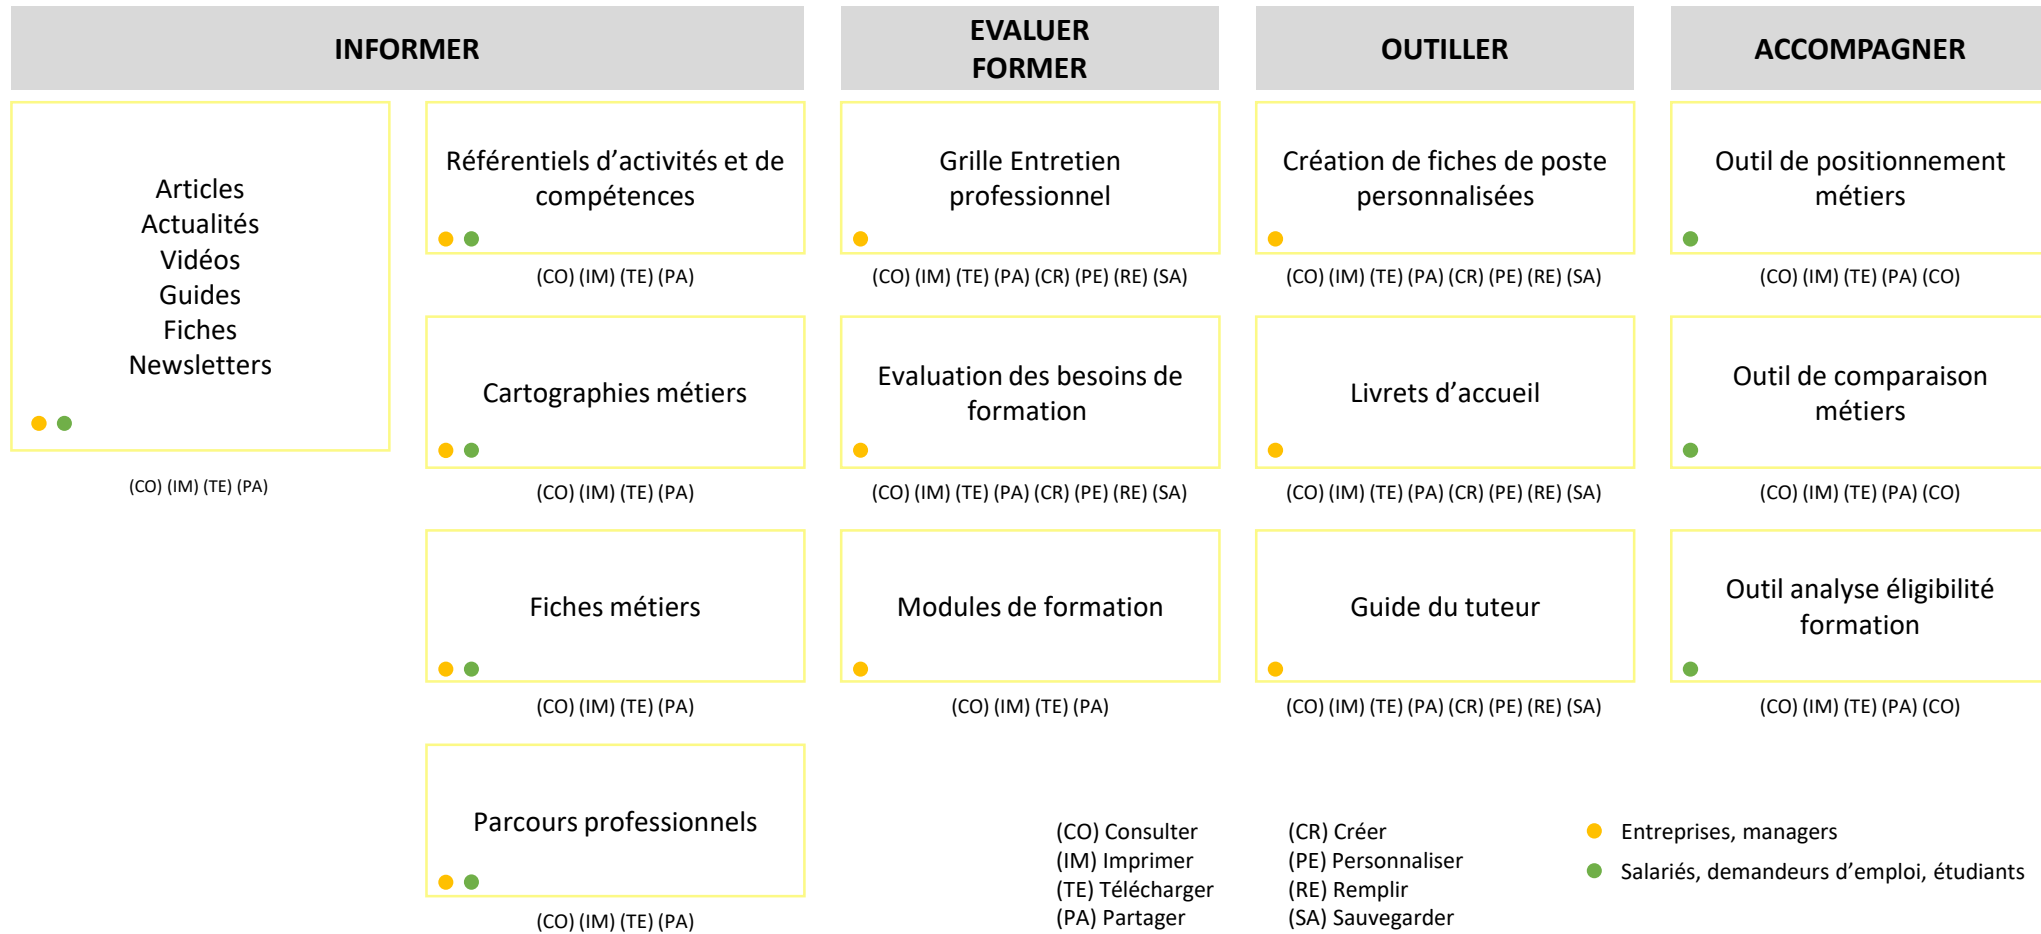 INFORMER
EVALUER
FORMER
OUTILLER
ACCOMPAGNER
Articles
Actualités
Vidéos
Guides
Fiches
Newsletters
(CO) (IM) (TE) (PA)
Référentiels d’activités et de
compétences
(CO) (IM) (TE) (PA)
Cartographies métiers
(CO) (IM) (TE) (PA)
Fiches métiers
(CO) (IM) (TE) (PA)
Parcours professionnels
(CO) (IM) (TE) (PA)
Grille Entretien
professionnel
(CO) (IM) (TE) (PA) (CR) (PE) (RE) (SA)
Evaluation des besoins de
formation
(CO) (IM) (TE) (PA) (CR) (PE) (RE) (SA)
Modules de formation
(CO) (IM) (TE) (PA)
Création de fiches de poste
personnalisées
(CO) (IM) (TE) (PA) (CR) (PE) (RE) (SA)
Livrets d’accueil
(CO) (IM) (TE) (PA) (CR) (PE) (RE) (SA)
Guide du tuteur
(CO) (IM) (TE) (PA) (CR) (PE) (RE) (SA)
Outil de positionnement
métiers
(CO) (IM) (TE) (PA) (CO)
Outil de comparaison
métiers
(CO) (IM) (TE) (PA) (CO)
Outil analyse éligibilité
formation
(CO) (IM) (TE) (PA) (CO)
(CO) Consulter
(IM) Imprimer
(TE) Télécharger
(PA) Partager
(CR) Créer
(PE) Personnaliser
(RE) Remplir
(SA) Sauvegarder
Entreprises, managers
Salariés, demandeurs d’emploi, étudiants